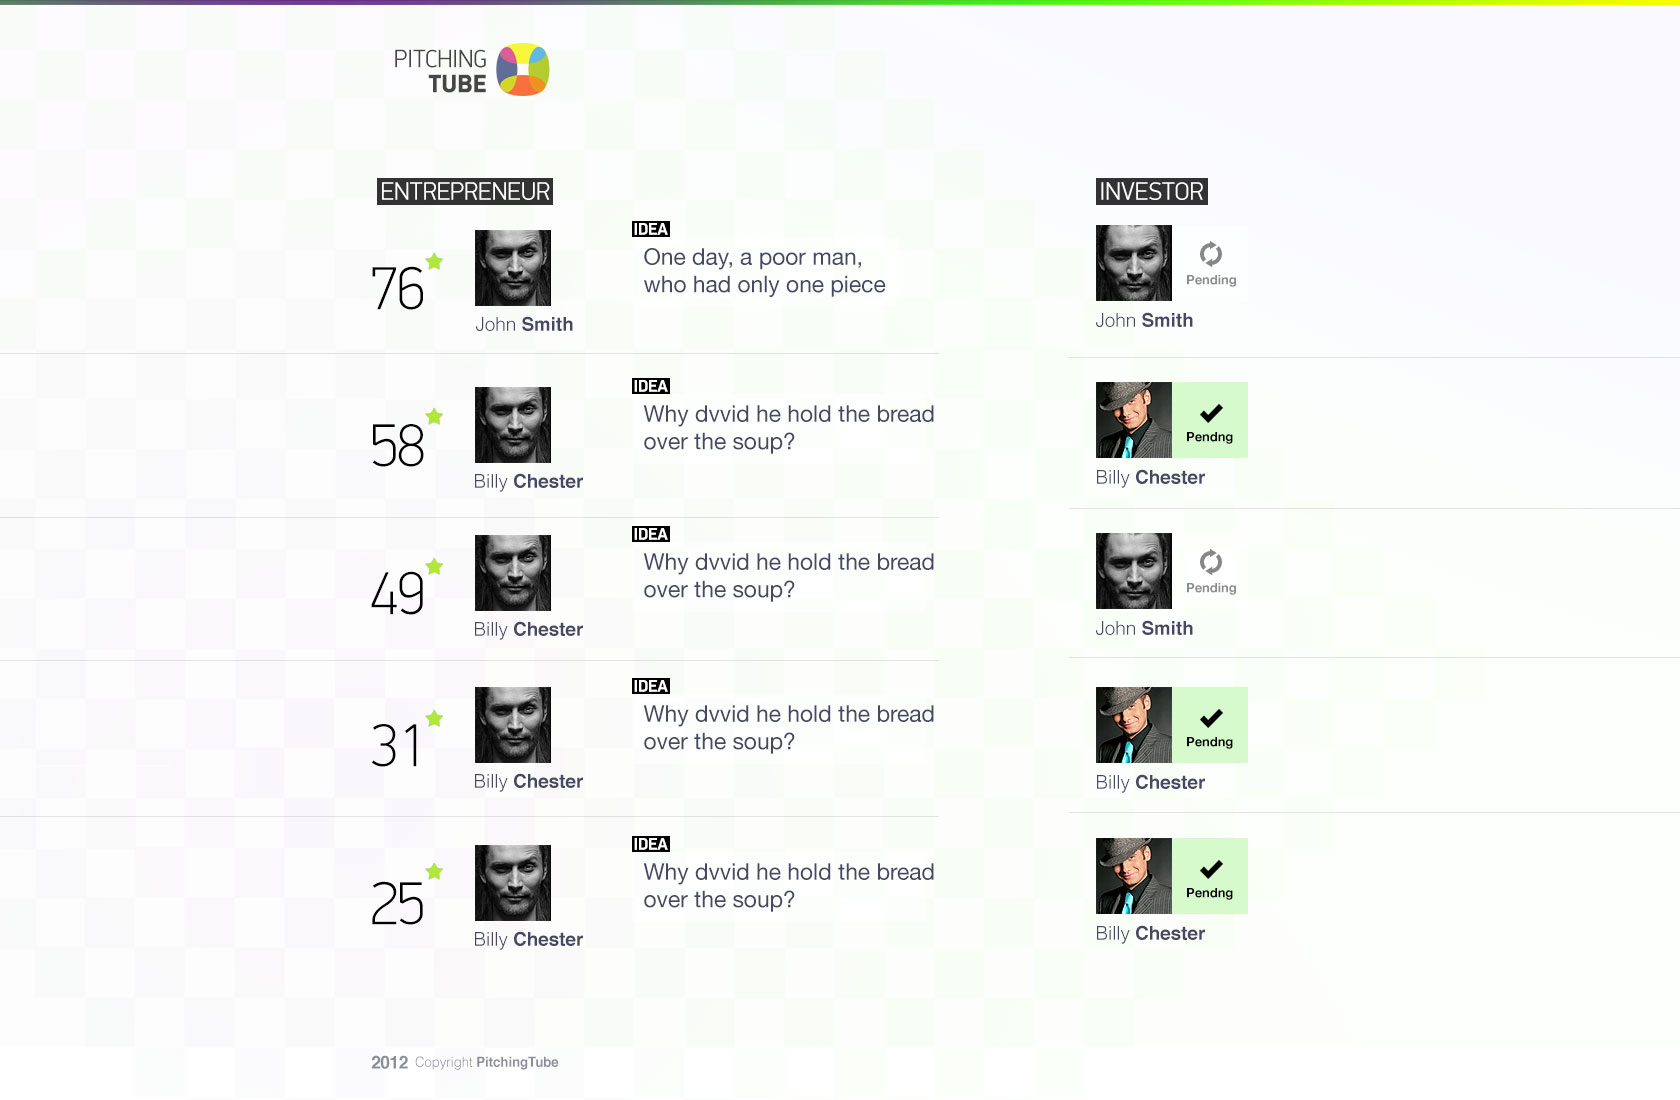 PITCHING
TUBE
ENTREPRENEUR
76
John Smith
IDEA
One day, a poor man,
who had only one piece
58
Billy Chester
IDEA
Why dvvid he hold the bread
over the soup?
49
Billy Chester
IDEA
Why dvvid he hold the bread
over the soup?
31
Billy Chester
IDEA
Why dvvid he hold the bread
over the soup?
25
Billy Chester
IDEA
Why dvvid he hold the bread
over the soup?
INVESTOR
Pending
John Smith
Pendng
Billy Chester
Pending
John Smith
Pendng
Billy Chester
Pendng
Billy Chester
2012 Copyright PitchingTube